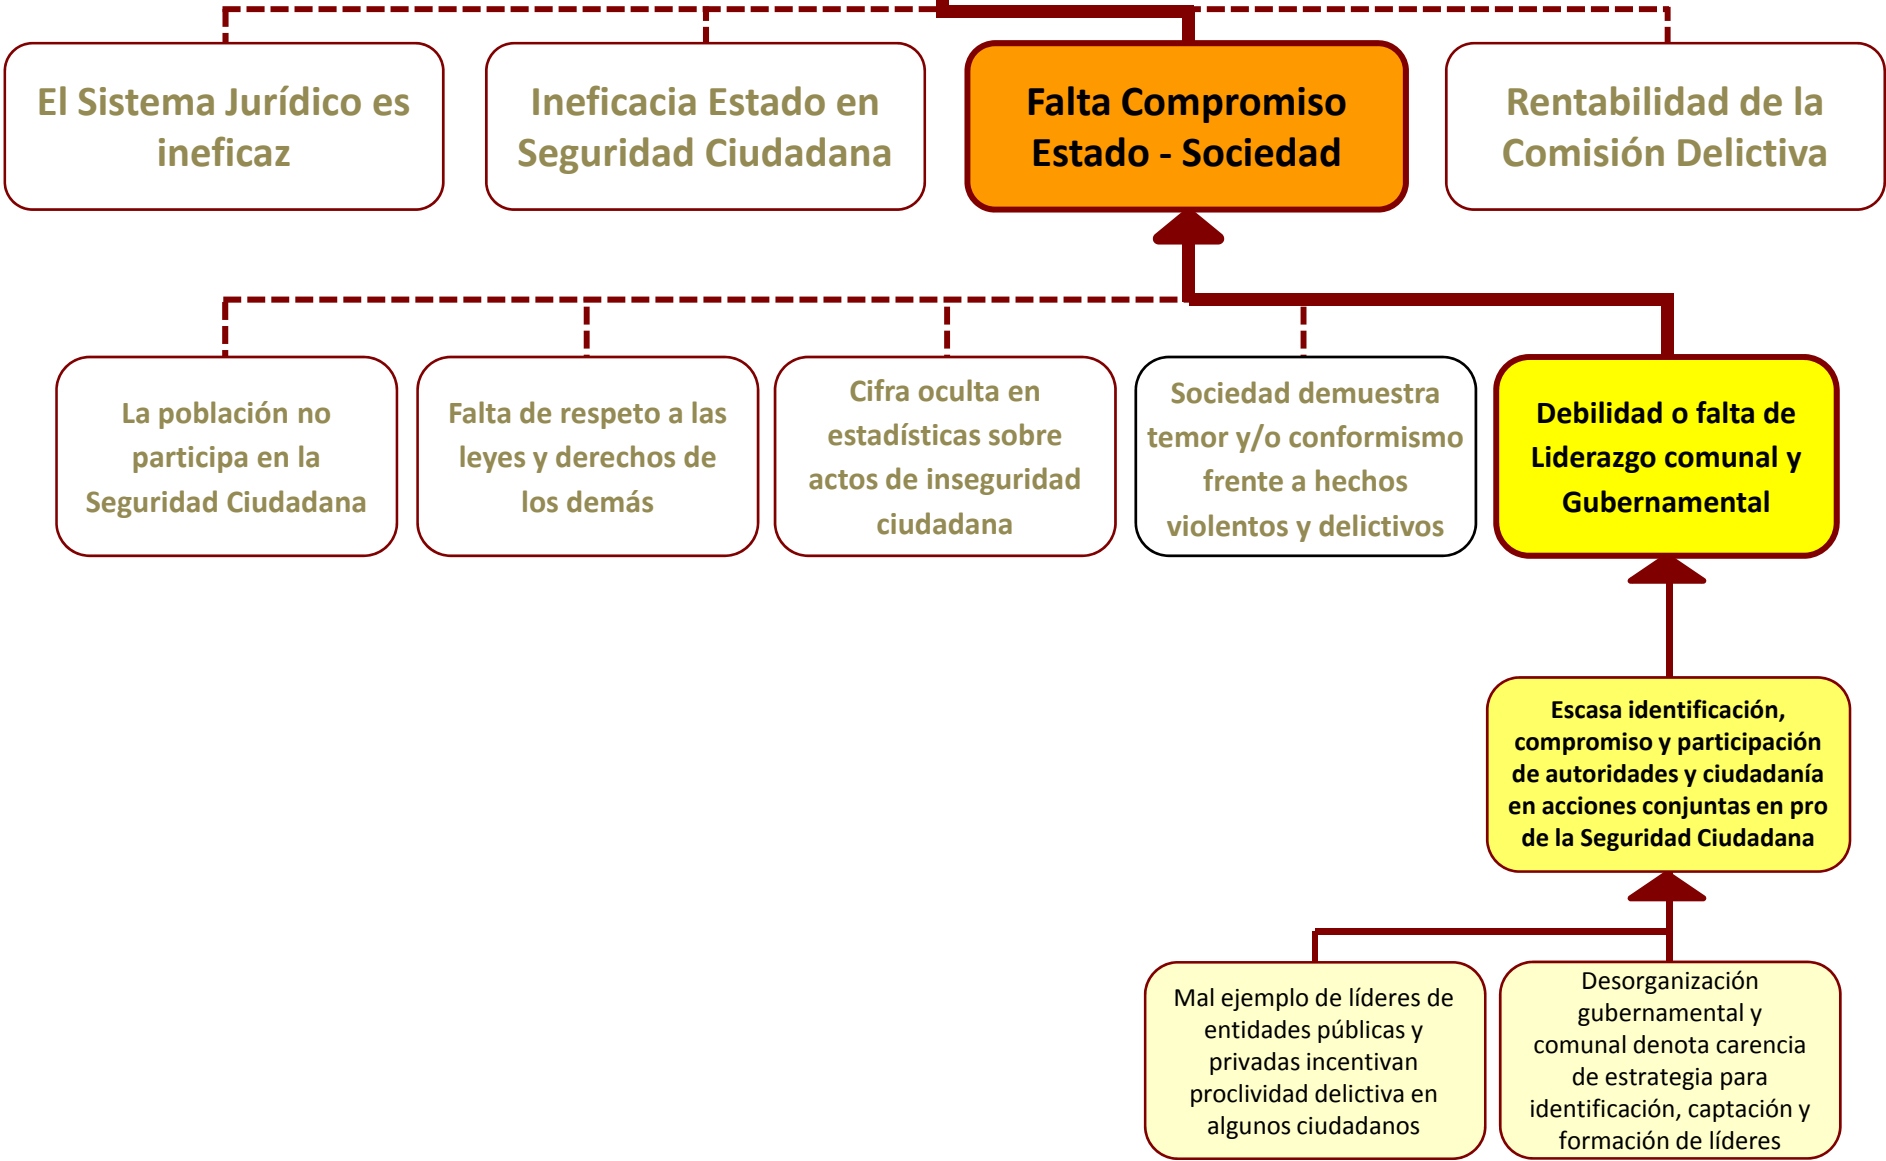 El Sistema Jurídico es
ineficaz
Ineficacia Estado en
Seguridad Ciudadana
Falta Compromiso
Estado - Sociedad
Rentabilidad de la
Comisión Delictiva
La población no
participa en la
Seguridad Ciudadana
Falta de respeto a las
leyes y derechos de
los demás
Cifra oculta en
estadísticas sobre
actos de inseguridad
ciudadana
Sociedad demuestra
temor y/o conformismo
frente a hechos
violentos y delictivos
Debilidad o falta de
Liderazgo comunal y
Gubernamental
Escasa identificación,
compromiso y participación
de autoridades y ciudadanía
en acciones conjuntas en pro
de la Seguridad Ciudadana
Mal ejemplo de líderes de
entidades públicas y
privadas incentivan
proclividad delictiva en
algunos ciudadanos
Desorganización
gubernamental y
comunal denota carencia
de estrategia para
identificación, captación y
formación de líderes